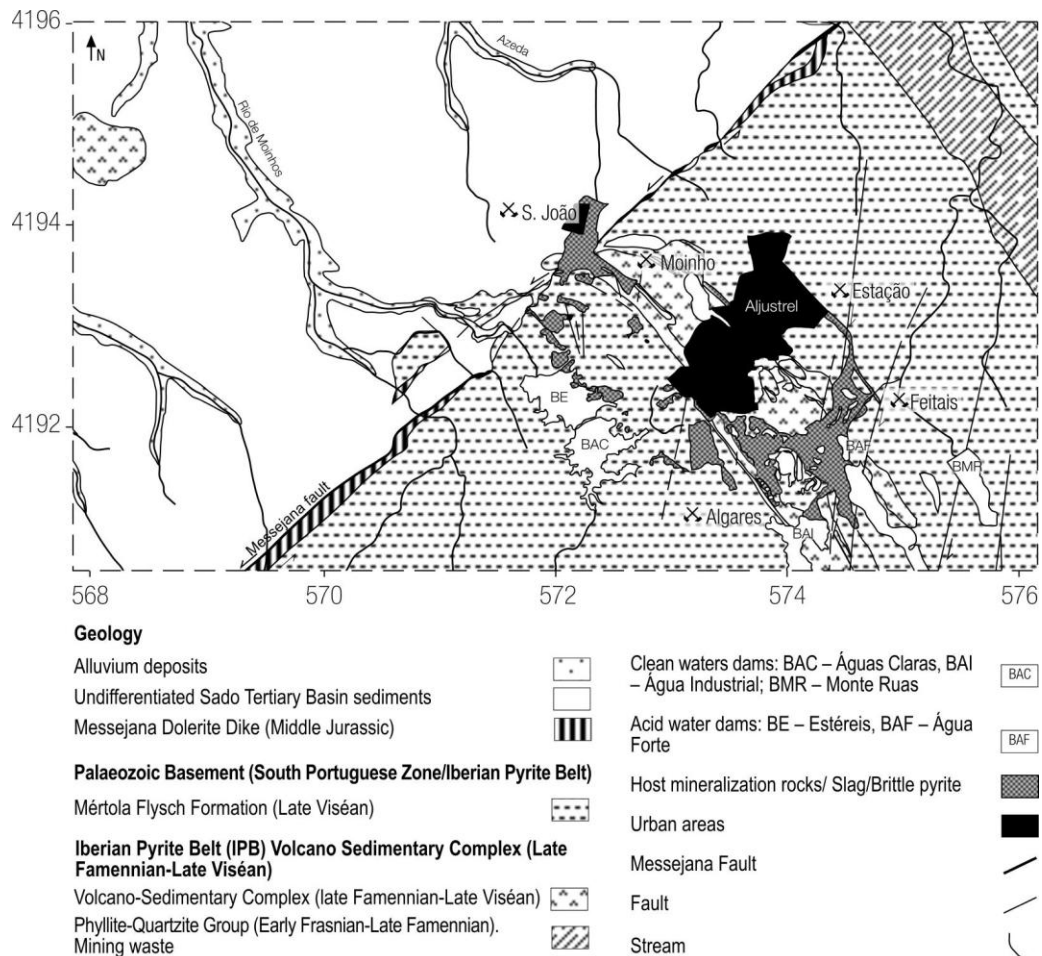 4196
N
Azeda
Rio de Moinhos
4194
S. João
Moinho
Estação
Aljustrel
4192
BE
BAC
Feitais
BAF
BMR
Messejana fault
Algares
BAI
568
570
572
574
576
Geology
Alluvium deposits
Undifferentiated Sado Tertiary Basin sediments
Messejana Dolerite Dike (Middle Jurassic)
Palaeozoic Basement (South Portuguese Zone/Iberian Pyrite Belt)
Mértola Flysch Formation (Late Viséan)
Iberian Pyrite Belt (IPB) Volcano Sedimentary Complex (Late
Famennian-Late Viséan)
Volcano-Sedimentary Complex (late Famennian-Late Viséan)
Phyllite-Quartzite Group (Early Frasnian-Late Famennian).
Mining waste
Clean waters dams: BAC – Águas Claras, BAI
– Água Industrial; BMR – Monte Ruas
BAC
Acid water dams: BE – Estéreis, BAF – Água
Forte
BAF
Host mineralization rocks/ Slag/Brittle pyrite
Urban areas
Messejana Fault
Fault
Stream